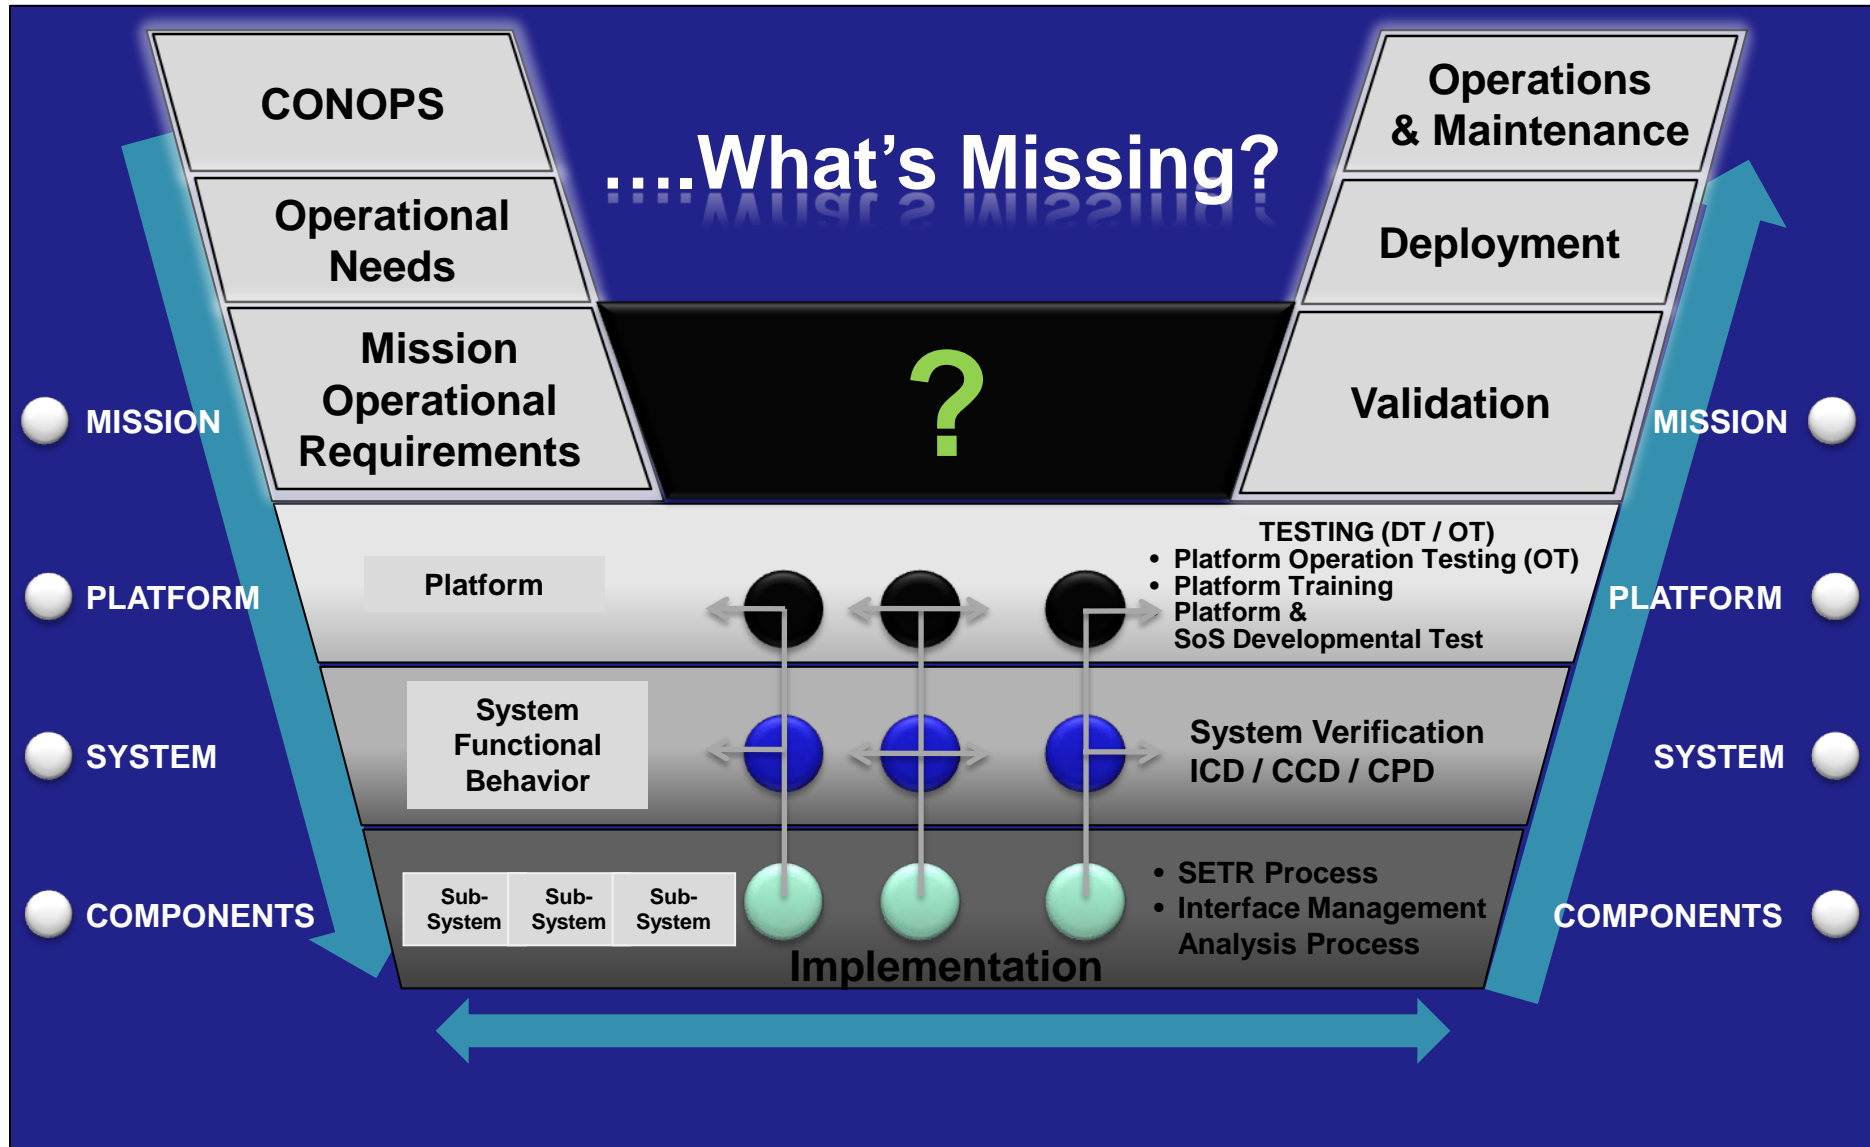 CONOPS
Operational
Needs
Mission
Operational
Requirements
….What’s Missing?
?
Operations
& Maintenance
Deployment
Validation
MISSION
PLATFORM
SYSTEM
COMPONENTS
MISSION
PLATFORM
SYSTEM
COMPONENTS
Platform
TESTING (DT / OT)
• Platform Operation Testing (OT)
• Platform Training
• Platform &
SoS Developmental Test
System
Functional
Behavior
System Verification
ICD / CCD / CPD
Sub-
System
Sub-
System
Sub-
System
• SETR Process
• Interface Management
Analysis Process
Implementation